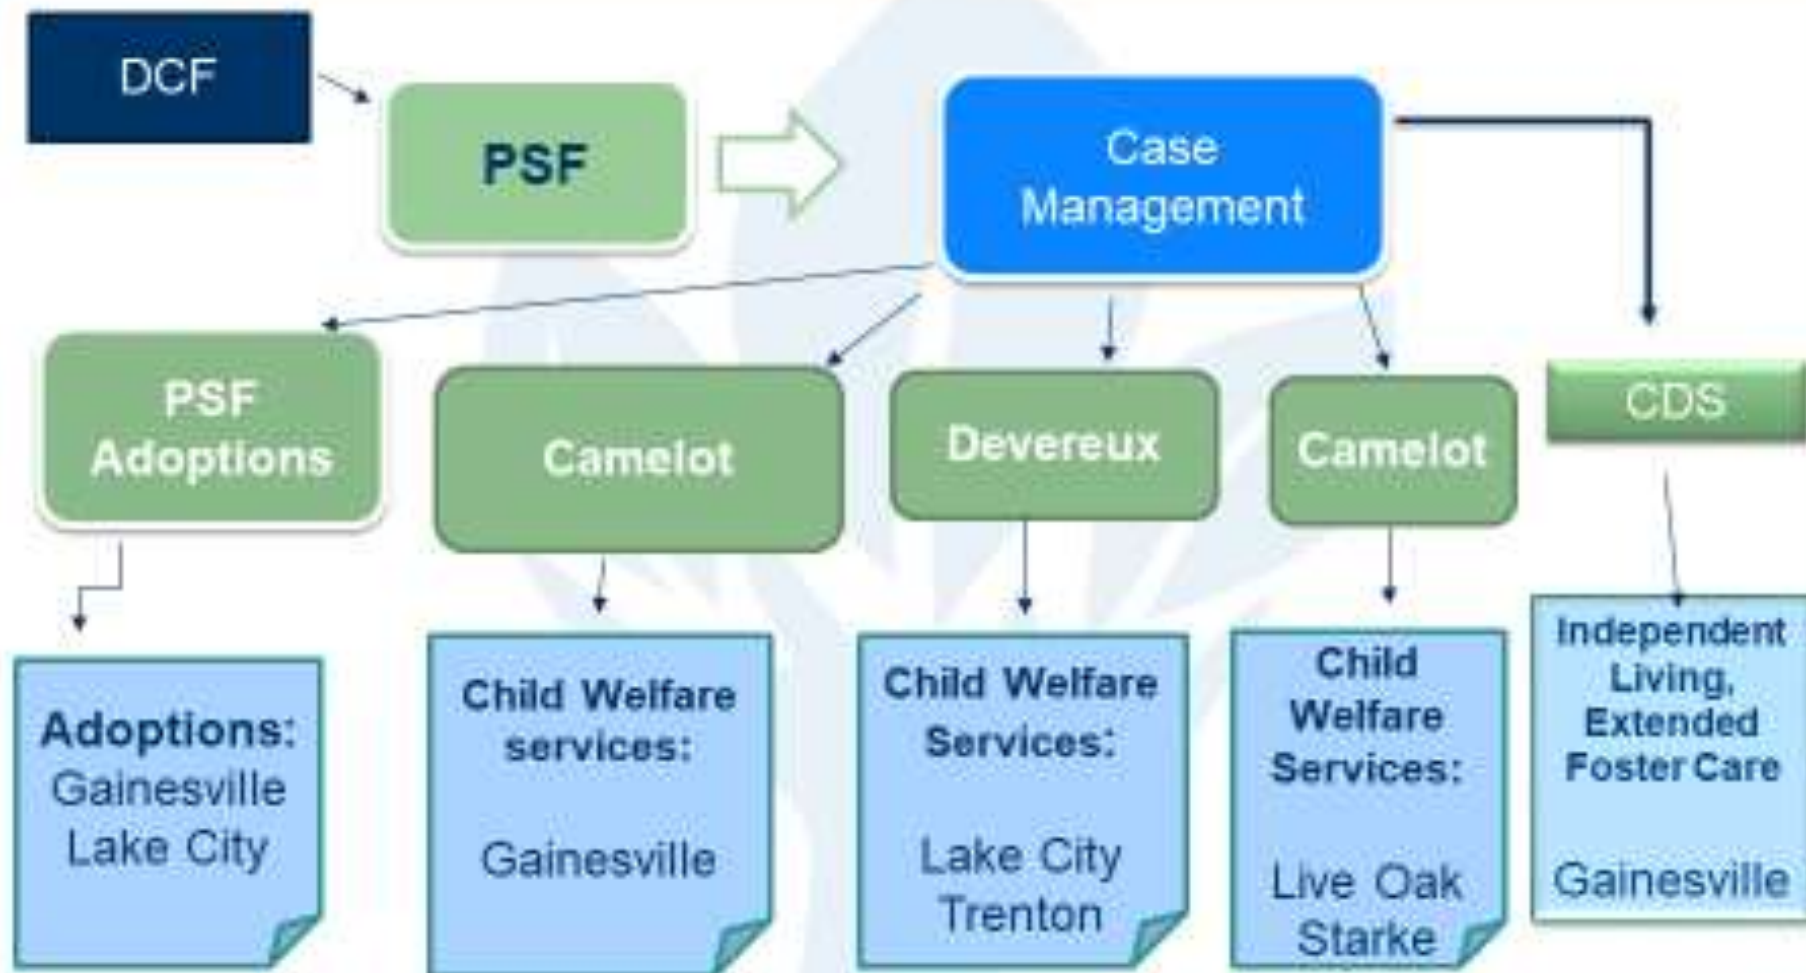 DCF
PSF
Case
Management
PSF
Adoptions
Camelot
Devereux
Camelot
CDS
Adoptions:
Gainesville
Lake City
Child Welfare
services:
Gainesville
Child Welfare
Services:
Lake City
Trenton
Child
Welfare
Services:
Live Oak
Starke
Independent
Living,
Extended
Foster Care
Gainesville